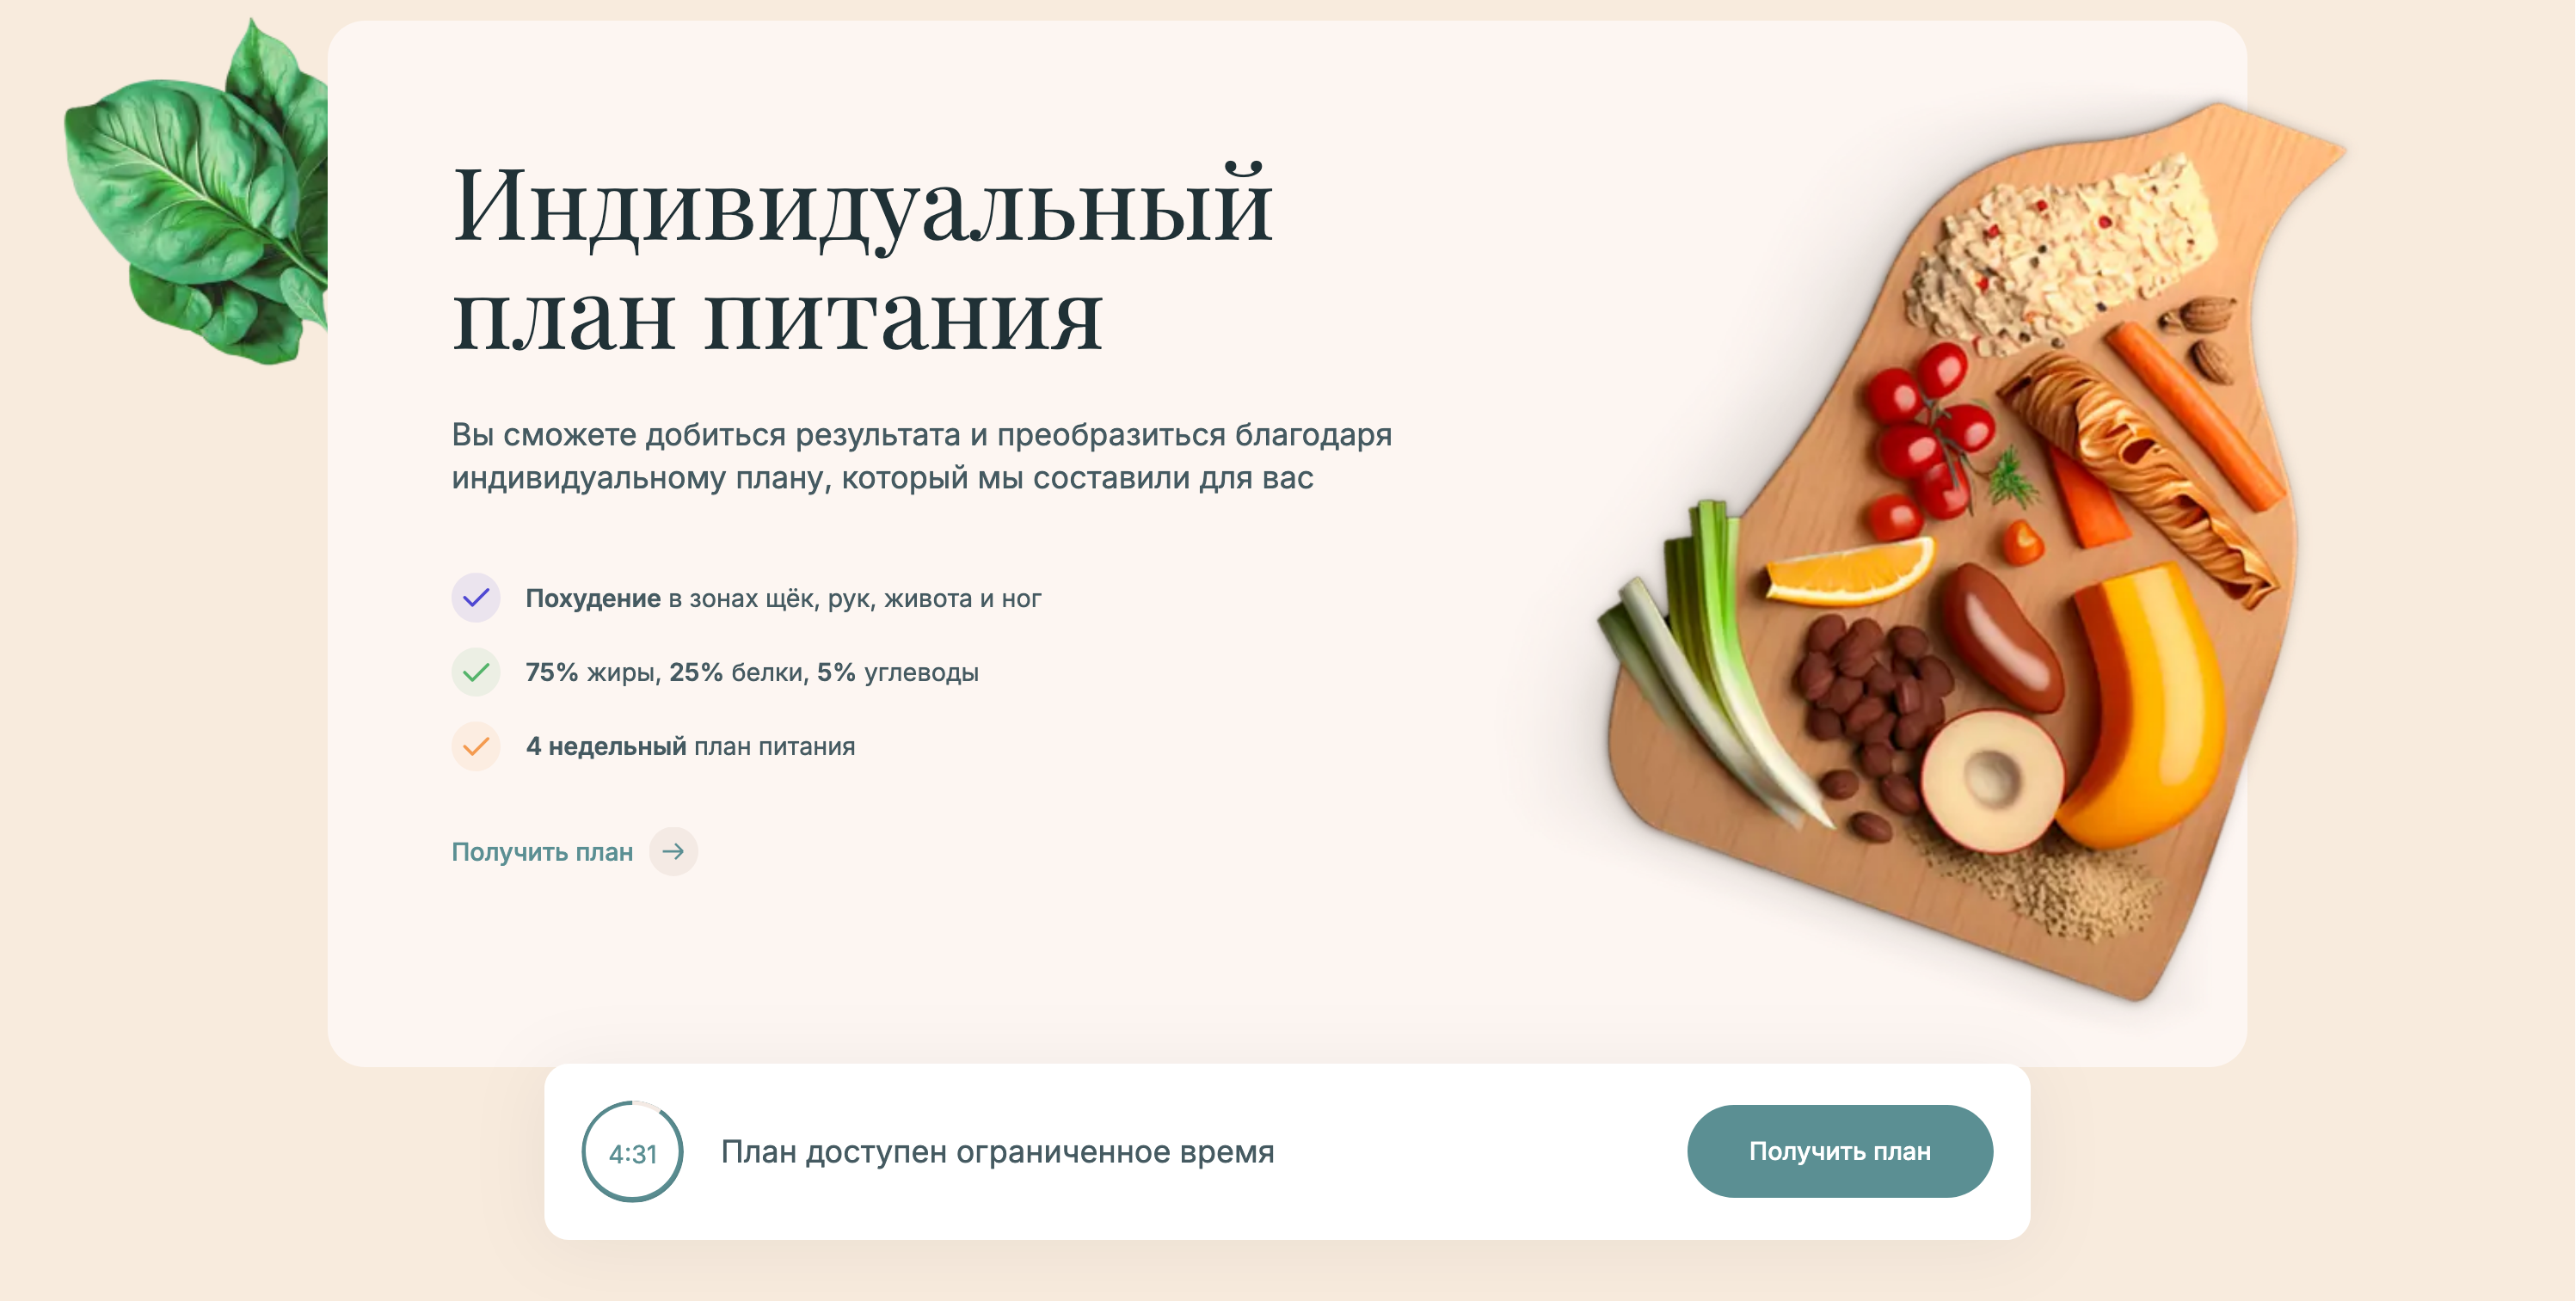 Индивидуальный
план питания
Вы сможете добиться результата и преобразиться благодаря
индивидуальному плану, который мы составили для вас
Похудение в зонах щёк, рук, живота и ног
75% жиры, 25% белки, 5% углеводы
4 недельный план питания
Получить план
4:31
План доступен ограниченное время
Получить план